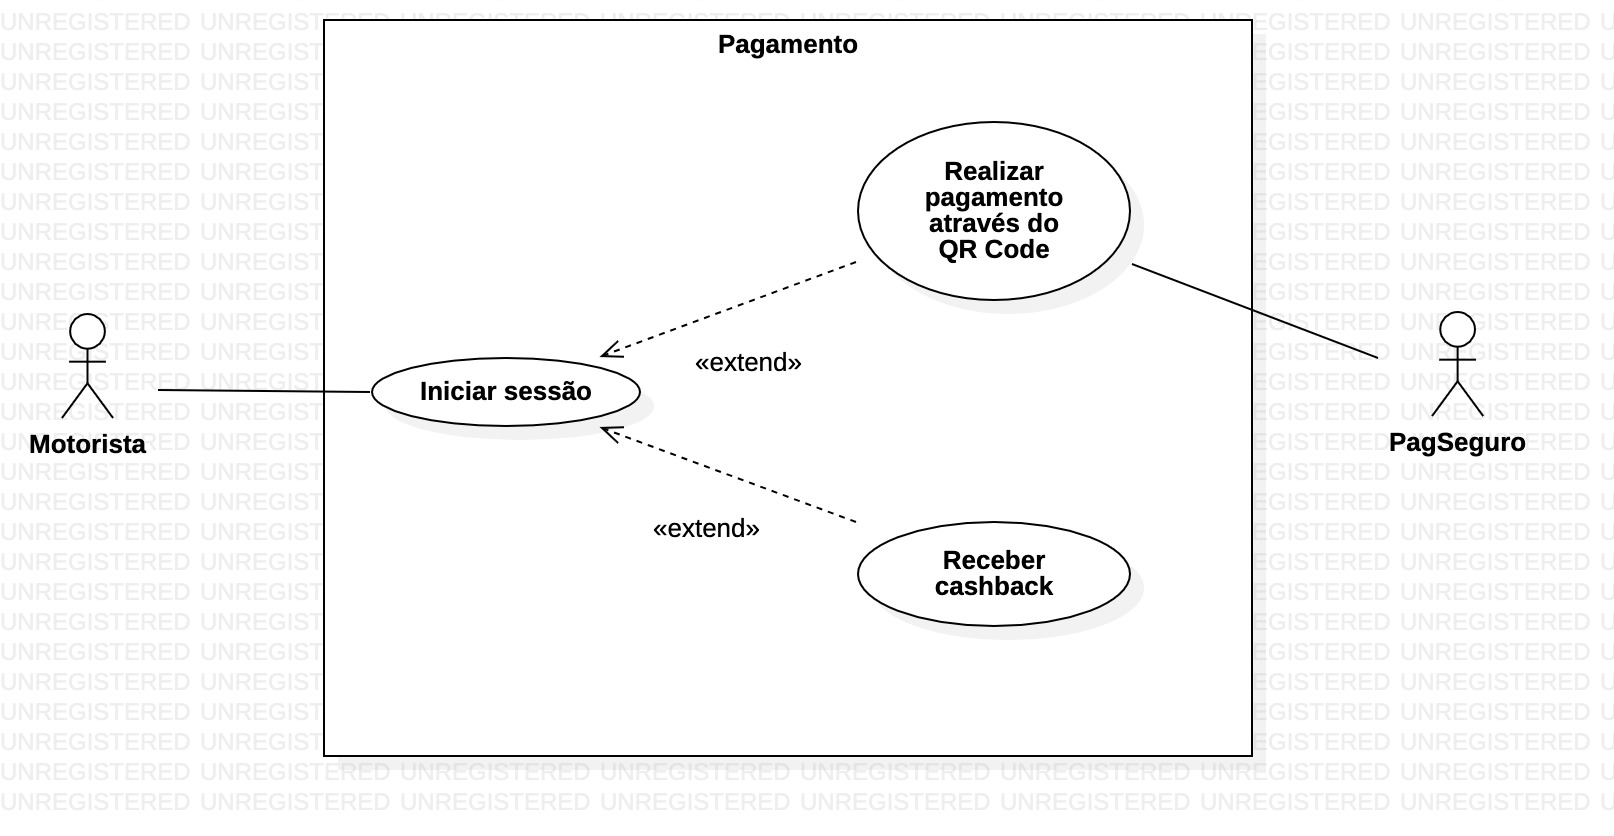 Pagamento
Realizar
pagamento
através do
QR Code
«extend»
Iniciar sessão
Motorista
PagSeguro
«extend»
Receber
cashback
UNREGISTERED UNREGISTERED UNREGISTERED UNREGISTERED UNREGISTERED UNREGISTERED UNREGISTERED UNREGISTERED